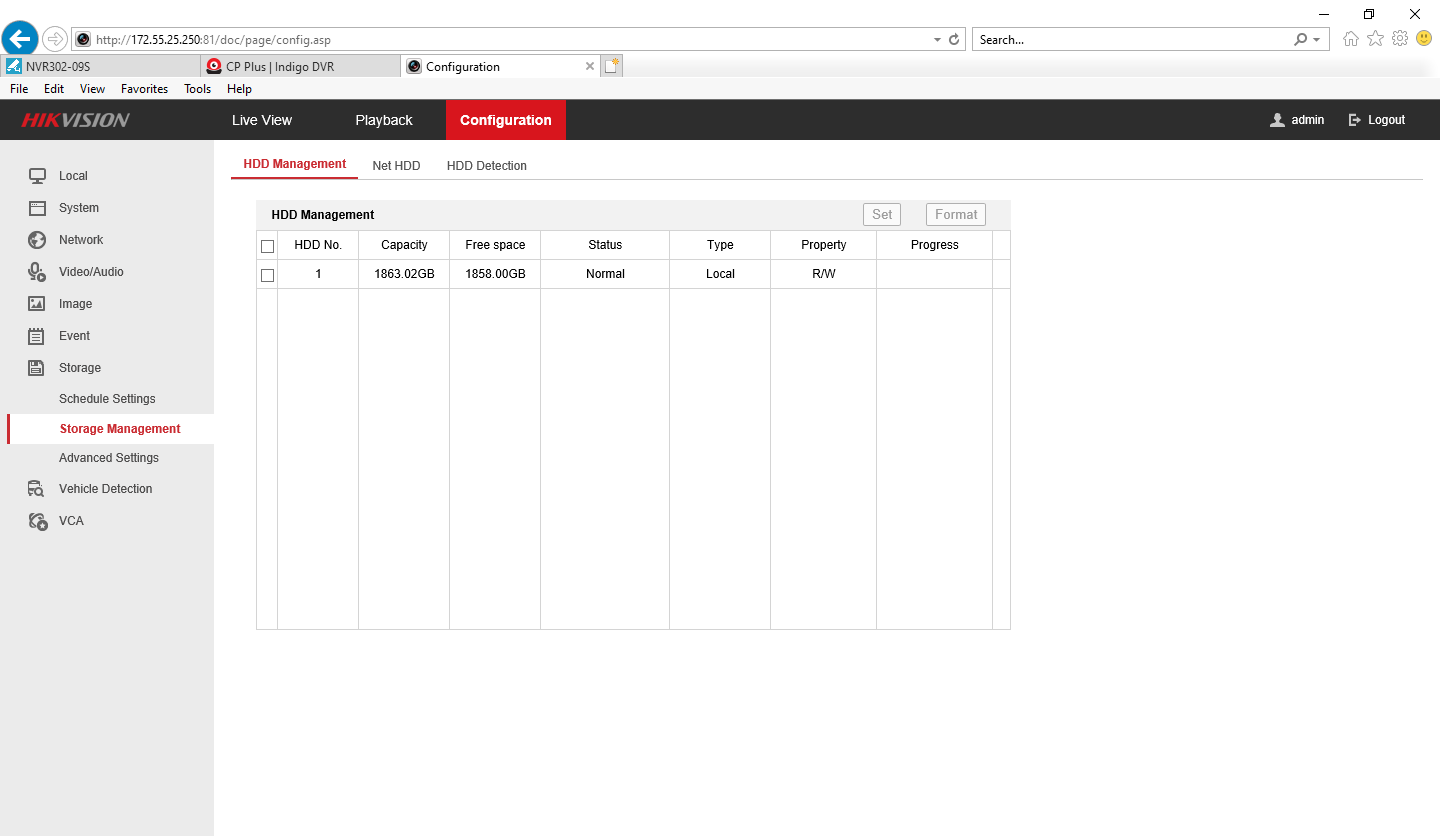 http://172.55.25.250:81/doc/page/config.asp
Search...
NVR302-09S
CP Plus | Indigo DVR
Configuration
File Edit View Favorites Tools Help
HIKVISION
Live View Playback Configuration admin Logout
Local
System
Network
Video/Audio
Image
Event
Storage
Schedule Settings
Storage Management
Advanced Settings
Vehicle Detection
VCA
HDD Management Net HDD HDD Detection
HDD Management Set Format
HDD No. Capacity Free space Status Type Property Progress
1 1863.02GB 1858.00GB Normal Local R/W